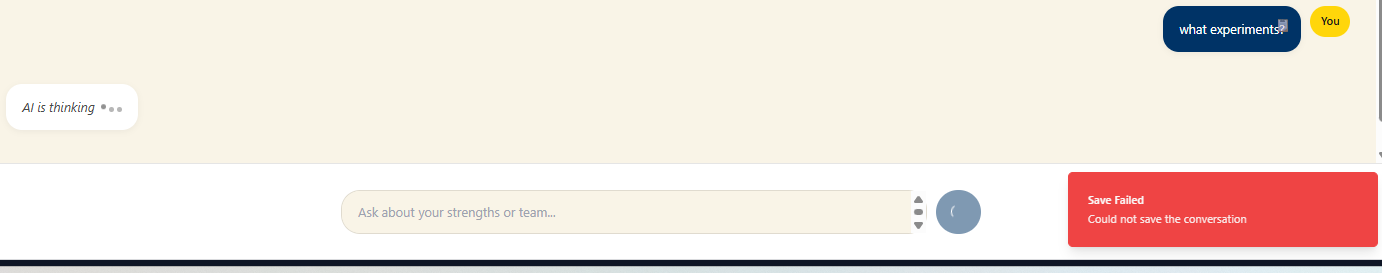 what experiments?
You
AI is thinking
Ask about your strengths or team...
Save Failed
Could not save the conversation